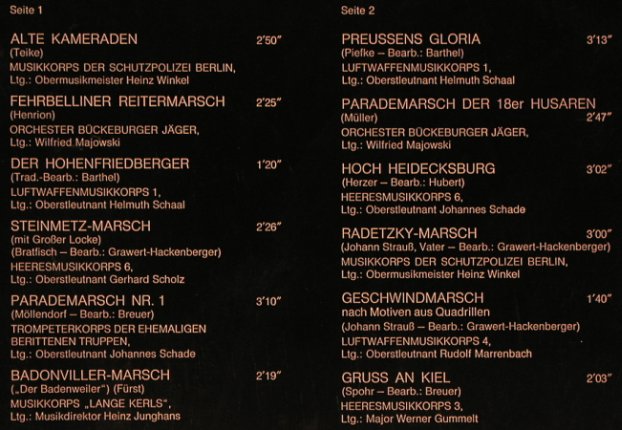 Seite 1
ALTE KAMERADEN 2'50"
(Teike)
MUSIKKORPS DER SCHUTZPOLIZEI BERLIN,
Ltg.: Obermusikmeister Heinz Winkel
FEHRBELLINER REITERMARSCH 2'25"
(Henrion)
ORCHESTER BÜCKEBURGER JÄGER,
Ltg.: Wilfried Majowski
DER HOHENFRIEDBERGER 1'20"
(Trad.-Bearb.: Barthel)
LUFTWAFFENMUSIKKORPS 1,
Ltg.: Oberstleutnant Helmuth Schaal
STEINMETZ-MARSCH 2'26"
(mit Großer Locke)
(Bratfisch – Bearb.: Grawert-Hackenberger)
HEERESMUSIKKORPS 6,
Ltg.: Oberstleutnant Gerhard Scholz
PARADEMARSCH NR. 1 3'10"
(Möllendorf – Bearb.: Breuer)
TROMPETERKORPS DER EHEMALIGEN
BERITTENEN TRUPPEN,
Ltg.: Oberstleutnant Johannes Schade
BADONVILLER-MARSCH 2'19"
(„Der Badenweiler") (Fürst)
MUSIKKORPS „LANGE KERLS",
Ltg.: Musikdirektor Heinz Junghans
Seite 2
PREUSSENS GLORIA 3'13"
(Piefke – Bearb.: Barthel)
LUFTWAFFENMUSIKKORPS 1,
Ltg.: Oberstleutnant Helmuth Schaal
PARADEMARSCH DER 18er HUSAREN
(Müller) 2'47"
ORCHESTER BÜCKEBURGER JÄGER,
Ltg.: Wilfried Majowski
HOCH HEIDECKSBURG 3'02"
(Herzer – Bearb.: Hubert)
HEERESMUSIKKORPS 6,
Ltg.: Oberstleutnant Johannes Schade
RADETZKY-MARSCH 3'00"
(Johann Strauß, Vater – Bearb.: Grawert-Hackenberger)
MUSIKKORPS DER SCHUTZPOLIZEI BERLIN,
Ltg.: Obermusikmeister Heinz Winkel
GESCHWINDMARSCH 1'40"
nach Motiven aus Quadrillen
(Johann Strauß – Bearb.: Grawert-Hackenberger)
LUFTWAFFENMUSIKKORPS 4,
Ltg.: Oberstleutnant Rudolf Marrenbach
GRUSS AN KIEL 2'03"
(Spohr – Bearb.: Breuer)
HEERESMUSIKKORPS 3,
Ltg.: Major Werner Gummelt